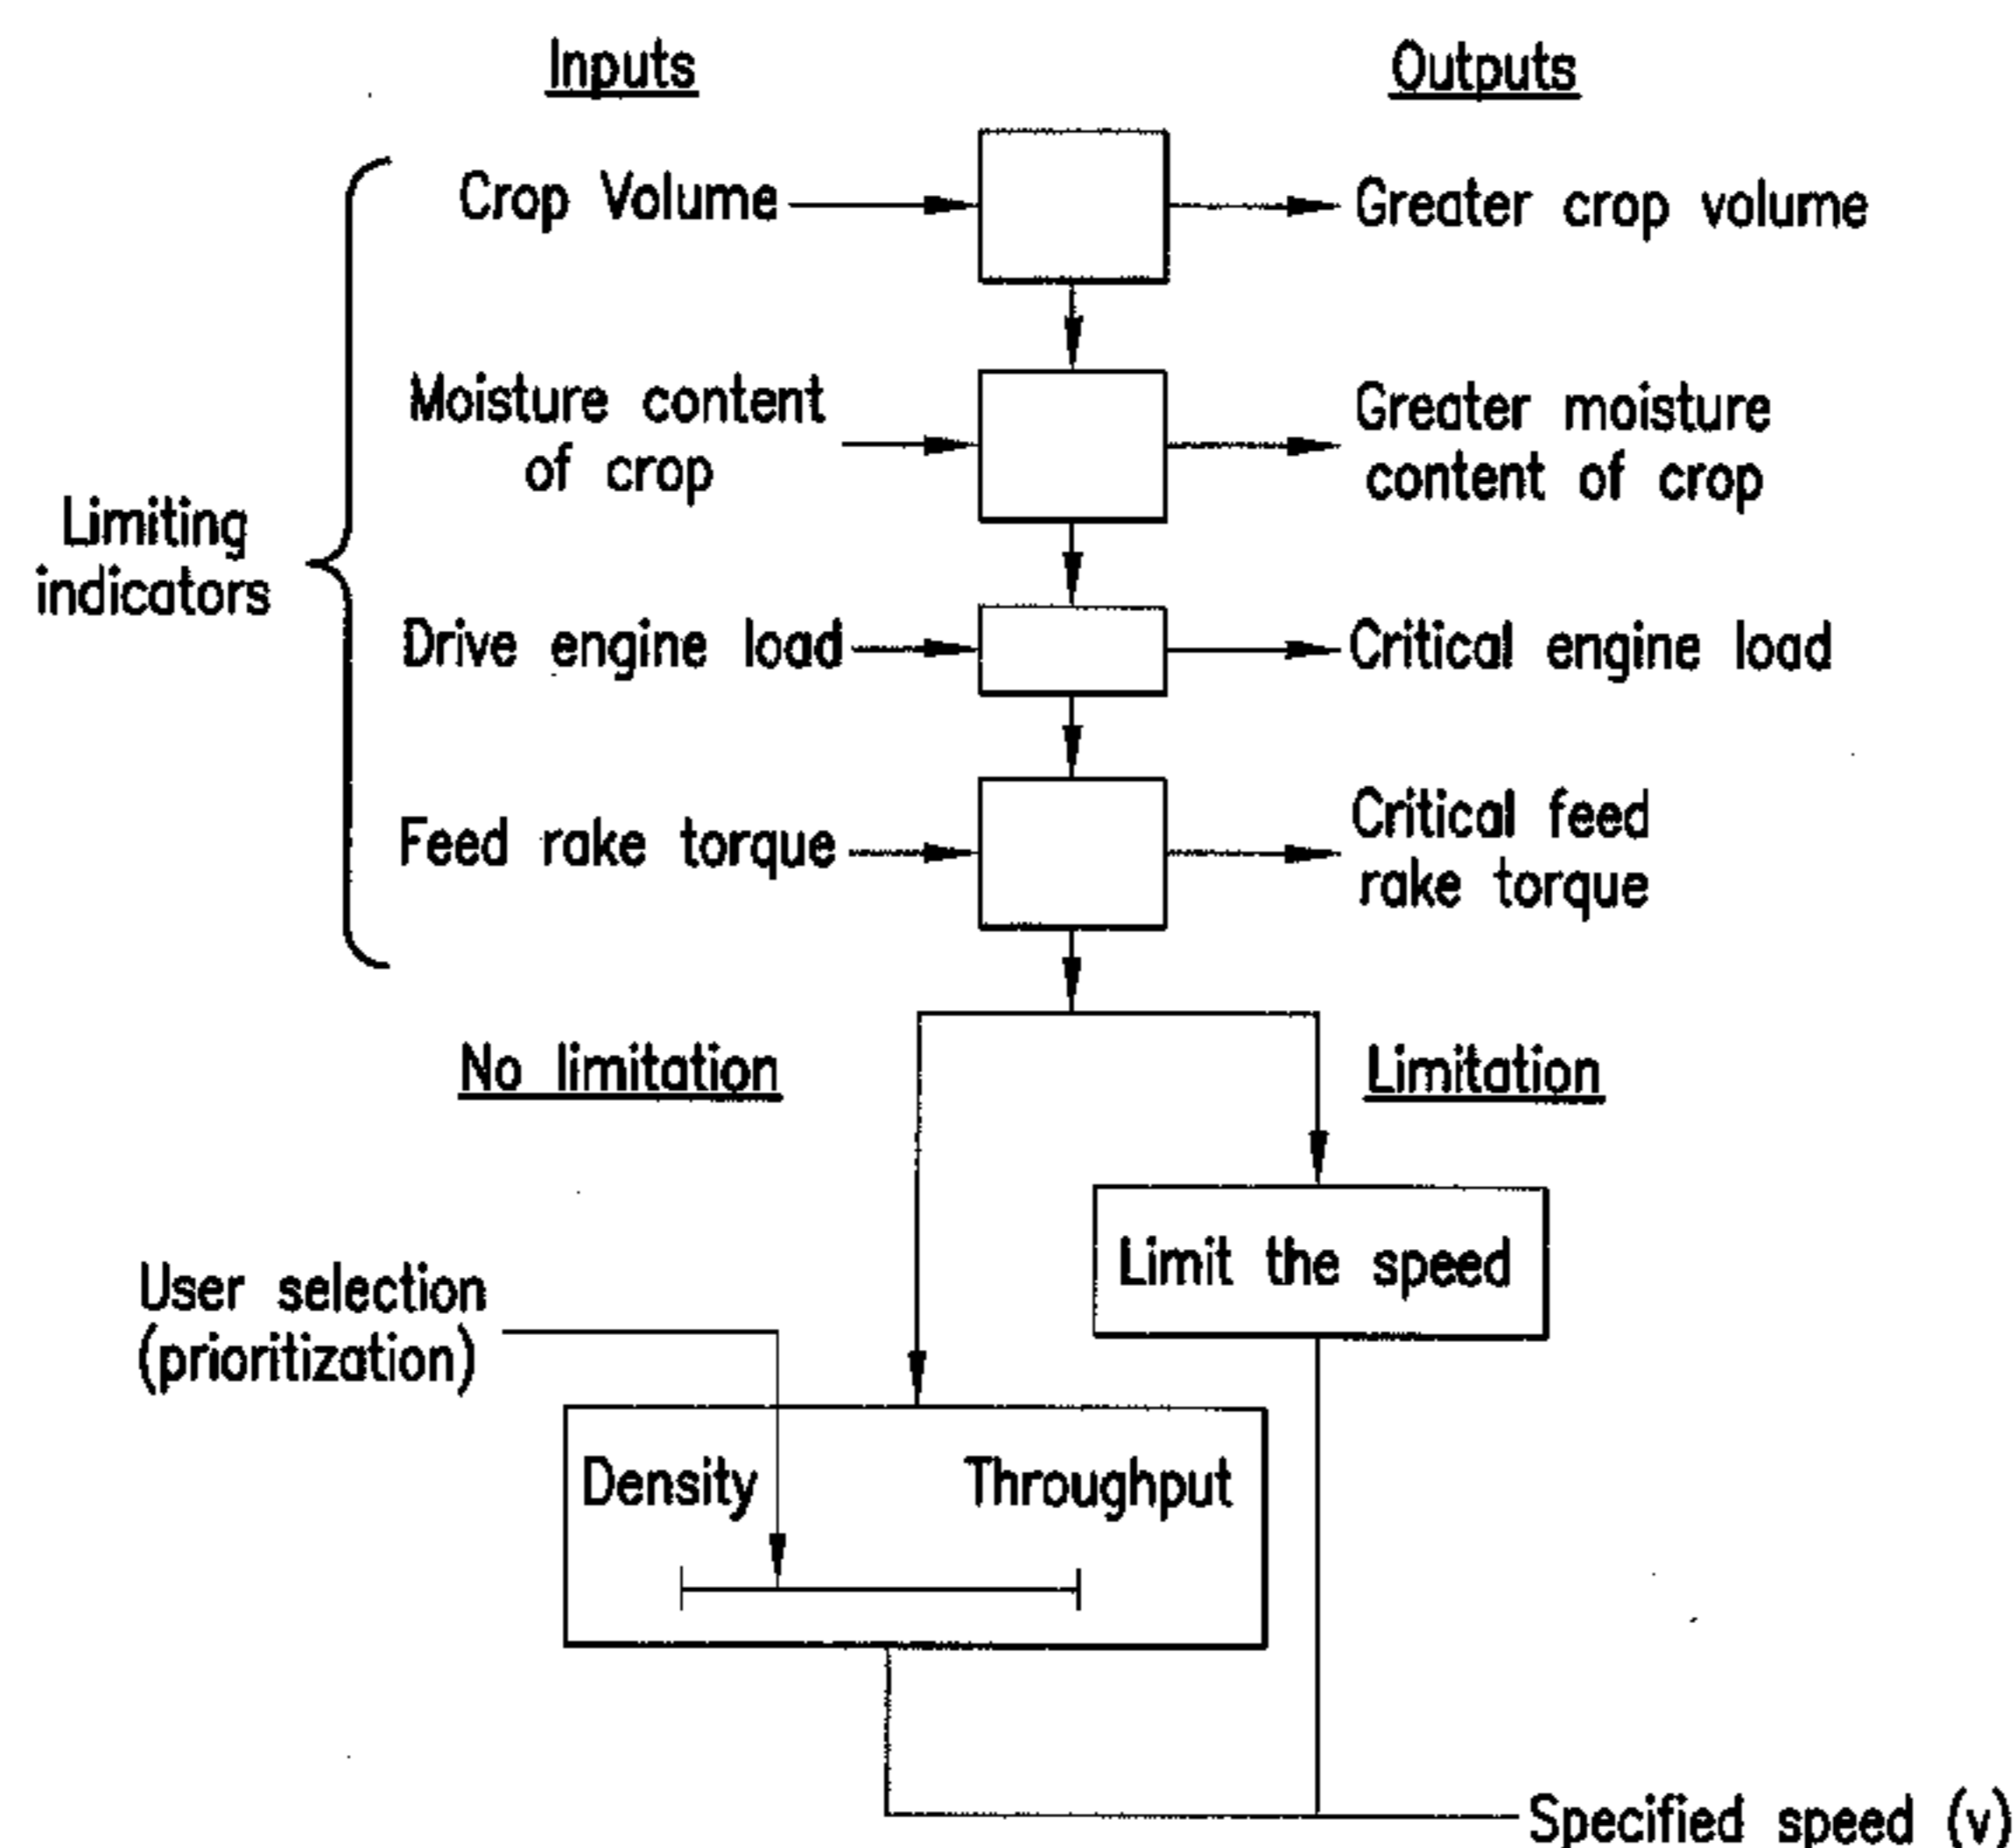 Inputs
Outputs
Crop Volume
Greater crop volume
Moisture content
of crop
Greater moisture
content of crop
Limiting
indicators
Drive engine load
Critical engine load
Feed rake torque
Critical feed
rake torque
No limitation
Limitation
Limit the speed
User selection
(prioritization)
Density
Throughput
Specified speed (v)